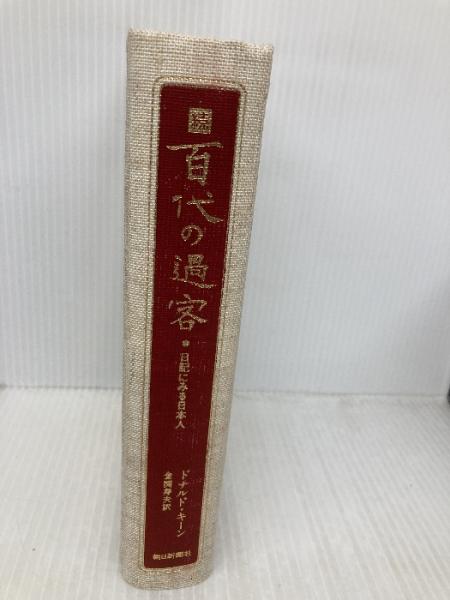 続
百代の過客
日記にみる日本人
ドナルド・キーン
金関寿夫訳
朝日新聞社